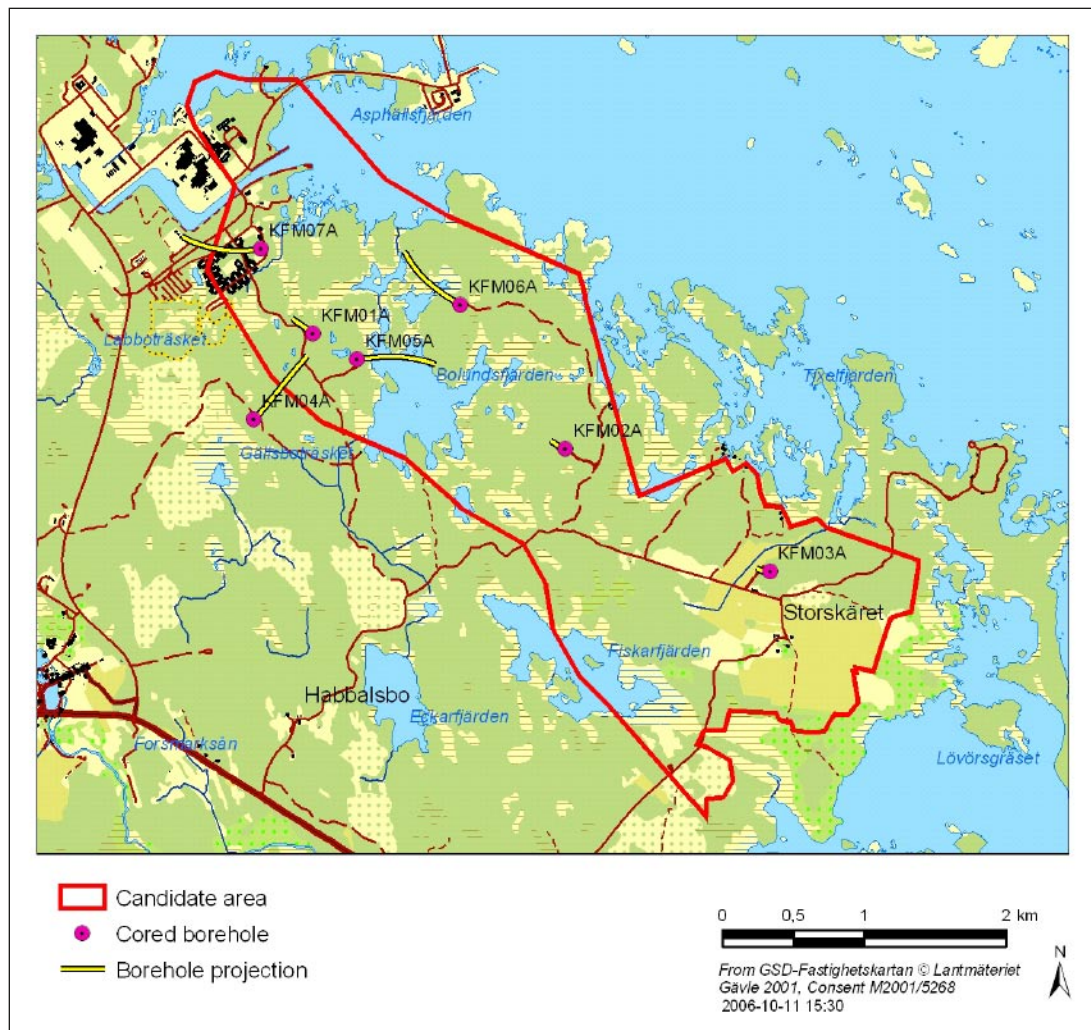 Asphällsfjärden
KFM07A
KFM06A
KFM01A
Labboträsket
KFM05A
Bolundsfjärden
Tixelfjärden
KFM04A
KFM02A
Gällsboträsket
KFM03A
Storskäret
Fiskarfjärden
Habbalsbo
Eckarfjärden
Forsmarksån
Lövörsgräset
Candidate area
Cored borehole
Borehole projection
0 0,5 1 2 km
From GSD-Fastighetskartan © Lantmäteriet
Gävle 2001, Consent M2001/5268
2006-10-11 15:30
N